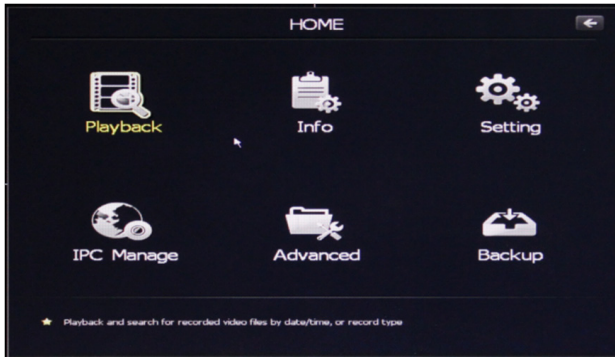 HOME
Playback
Info
Setting
IPC Manage
Advanced
Backup
Playback and search for recorded video files by date/time, or record type